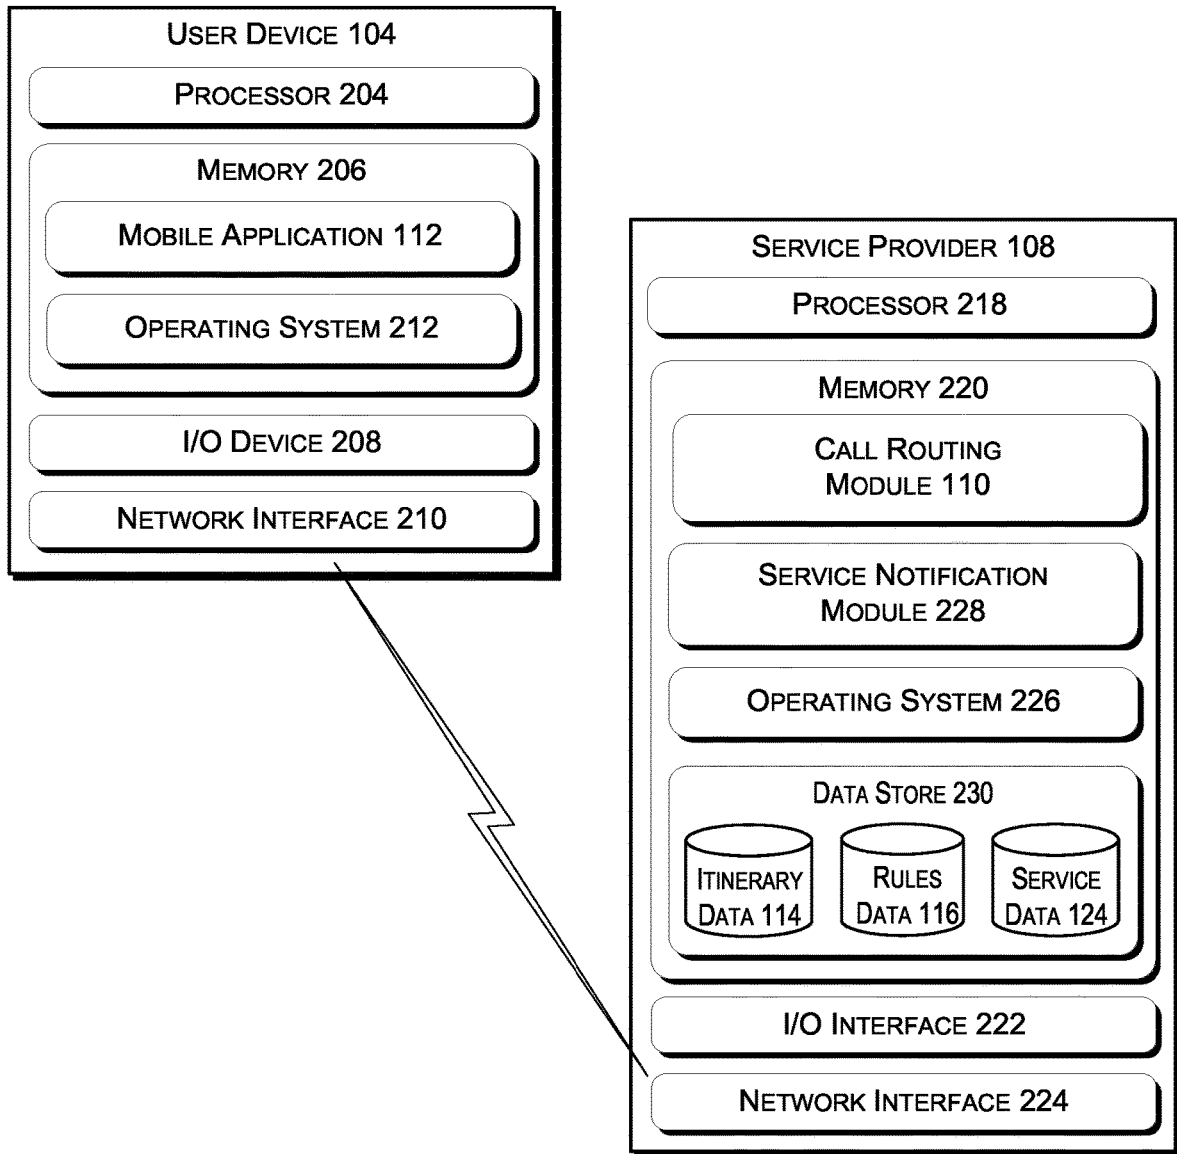 USER DEVICE 104
PROCESSOR 204
MEMORY 206
MOBILE APPLICATION 112
OPERATING SYSTEM 212
I/O DEVICE 208
NETWORK INTERFACE 210
SERVICE PROVIDER 108
PROCESSOR 218
MEMORY 220
CALL ROUTING
MODULE 110
SERVICE NOTIFICATION
MODULE 228
OPERATING SYSTEM 226
DATA STORE 230
ITINERARY
DATA 114
RULES
DATA 116
SERVICE
DATA 124
I/O INTERFACE 222
NETWORK INTERFACE 224